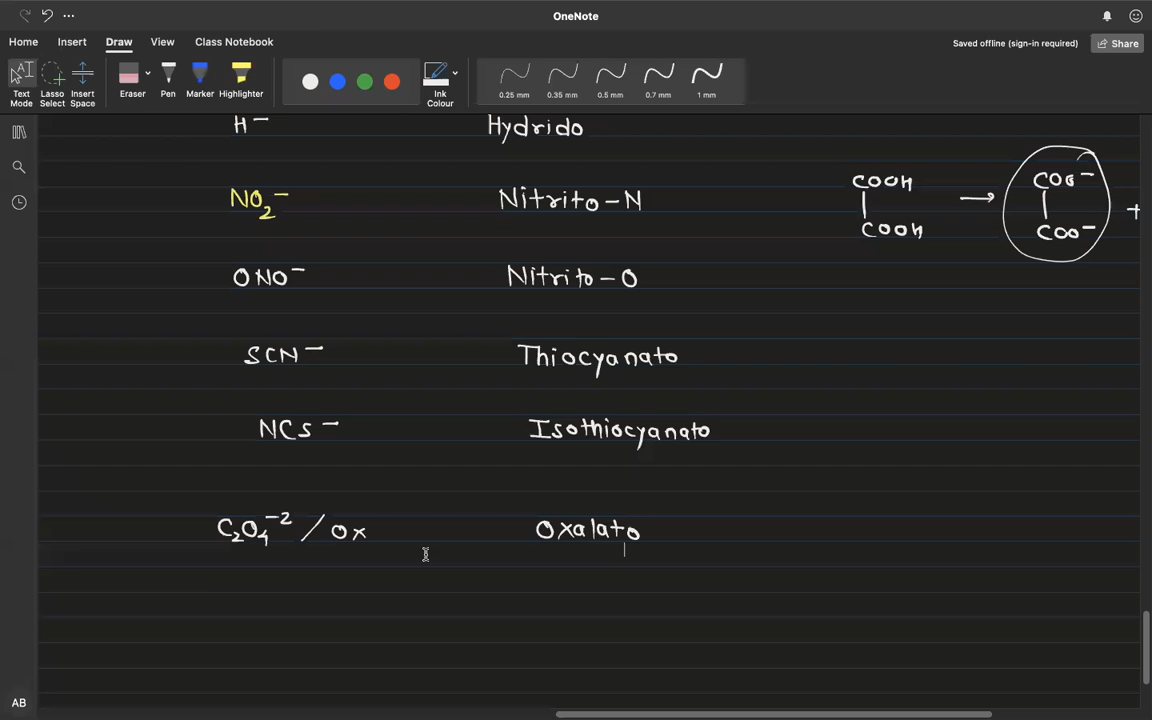 OneNote
Home Insert Draw View Class Notebook
Saved offline (sign-in required)
Share
Text Mode
Lasso Select
Insert Space
Eraser
Pen
Marker
Highlighter
Ink Colour
0.25 mm
0.35 mm
0.5 mm
0.7 mm
1 mm
H⁻ Hydrido
NO₂⁻ Nitrito-N
COOH COO⁻
→ +
COOH COO⁻
ONO⁻ Nitrito-O
SCN⁻ Thiocyanato
NCS⁻ Isothiocyanato
C₂O₄⁻² / Ox Oxalato
AB